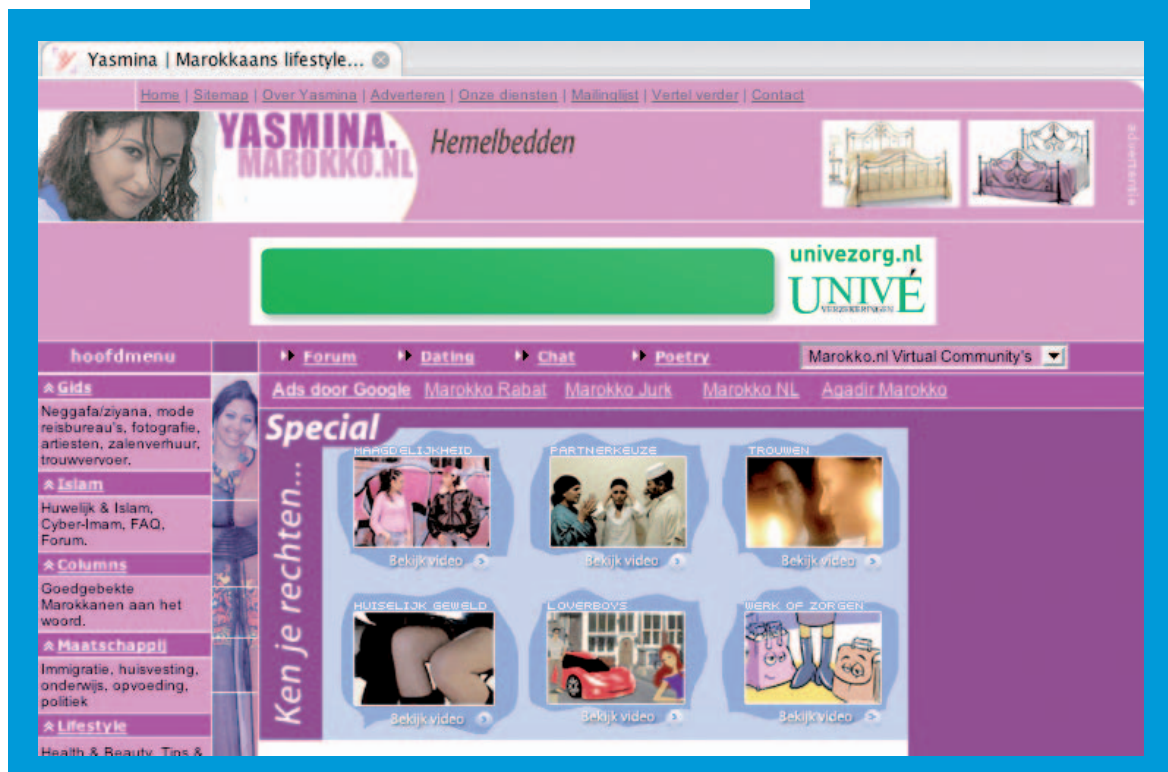 Yasmina | Marokkaans lifestyle...
Home | Sitemap | Over Yasmina | Adverteren | Onze diensten | Mailinglijst | Vertel verder | Contact
YASMINA.
MAROKKO.NL
Hemelbedden
advertentie
univezorg.nl
UNIVÉ
VERZEKERINGEN
hoofdmenu
Forum
Dating
Chat
Poetry
Marokko.nl Virtual Community's
Ads door Google
Marokko Rabat
Marokko Jurk
Marokko NL
Agadir Marokko
Gids
Neggafa/ziyana, mode
reisbureau's, fotografie,
artiesten, zalenverhuur,
trouwvervoer.
Islam
Huwelijk & Islam,
Cyber-Imam, FAQ,
Forum.
Columns
Goedgebekte
Marokkanen aan het
woord.
Maatschappij
Immigratie, huisvesting,
onderwijs, opvoeding,
politiek
Lifestyle
Health & Beauty, Tips &
Special
Ken je rechten...
MAAGDELIJKHEID
PARTNERKEUZE
TROUWEN
Bekijk video
Bekijk video
Bekijk video
HUISELIJK GEWELD
LOVERBOYS
WERK OF ZORGEN
Bekijk video
Bekijk video
Bekijk video